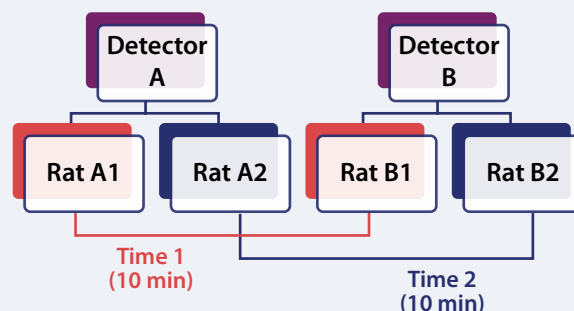 Detector
A
Detector
B
Rat A1
Rat A2
Rat B1
Rat B2
Time 1
(10 min)
Time 2
(10 min)